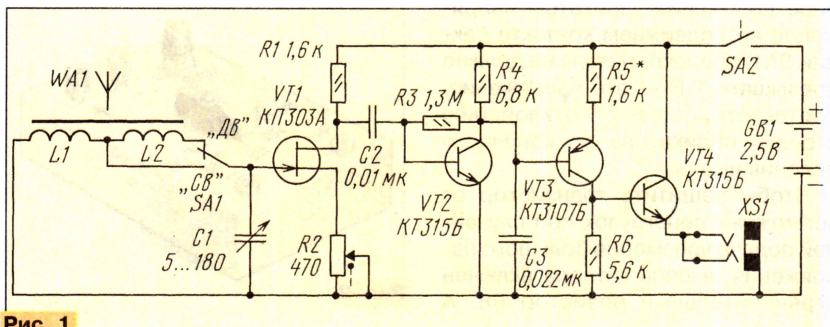 WA1
L1
L2
„ДВ"
„СВ"
SA1
C1
5...180
R1 1,6 к
VT1
КП303А
R2
470
C2
0,01 мк
R3 1,3 М
R4
6,8 к
VT2
КТ315Б
R5*
1,6 к
VT3
КТ3107Б
C3
0,022 мк
R6
5,6 к
VT4
КТ315Б
SA2
+
GB1
2,5 В
−
XS1
Рис. 1